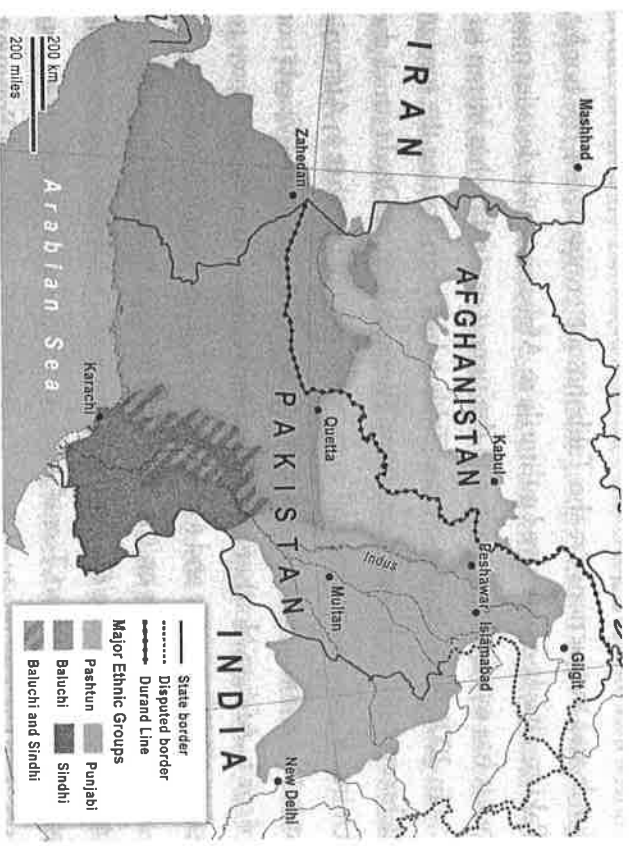 Mashhad
IRAN
AFGHANISTAN
Kabul
Gilgit
Peshawar
Islamabad
Zahedan
Quetta
Indus
PAKISTAN
Multan
INDIA
New Delhi
Karachi
Arabian Sea
200 km
200 miles
State border
Disputed border
Durand Line
Major Ethnic Groups
Pashtun Punjabi
Baluchi Sindhi
Baluchi and Sindhi